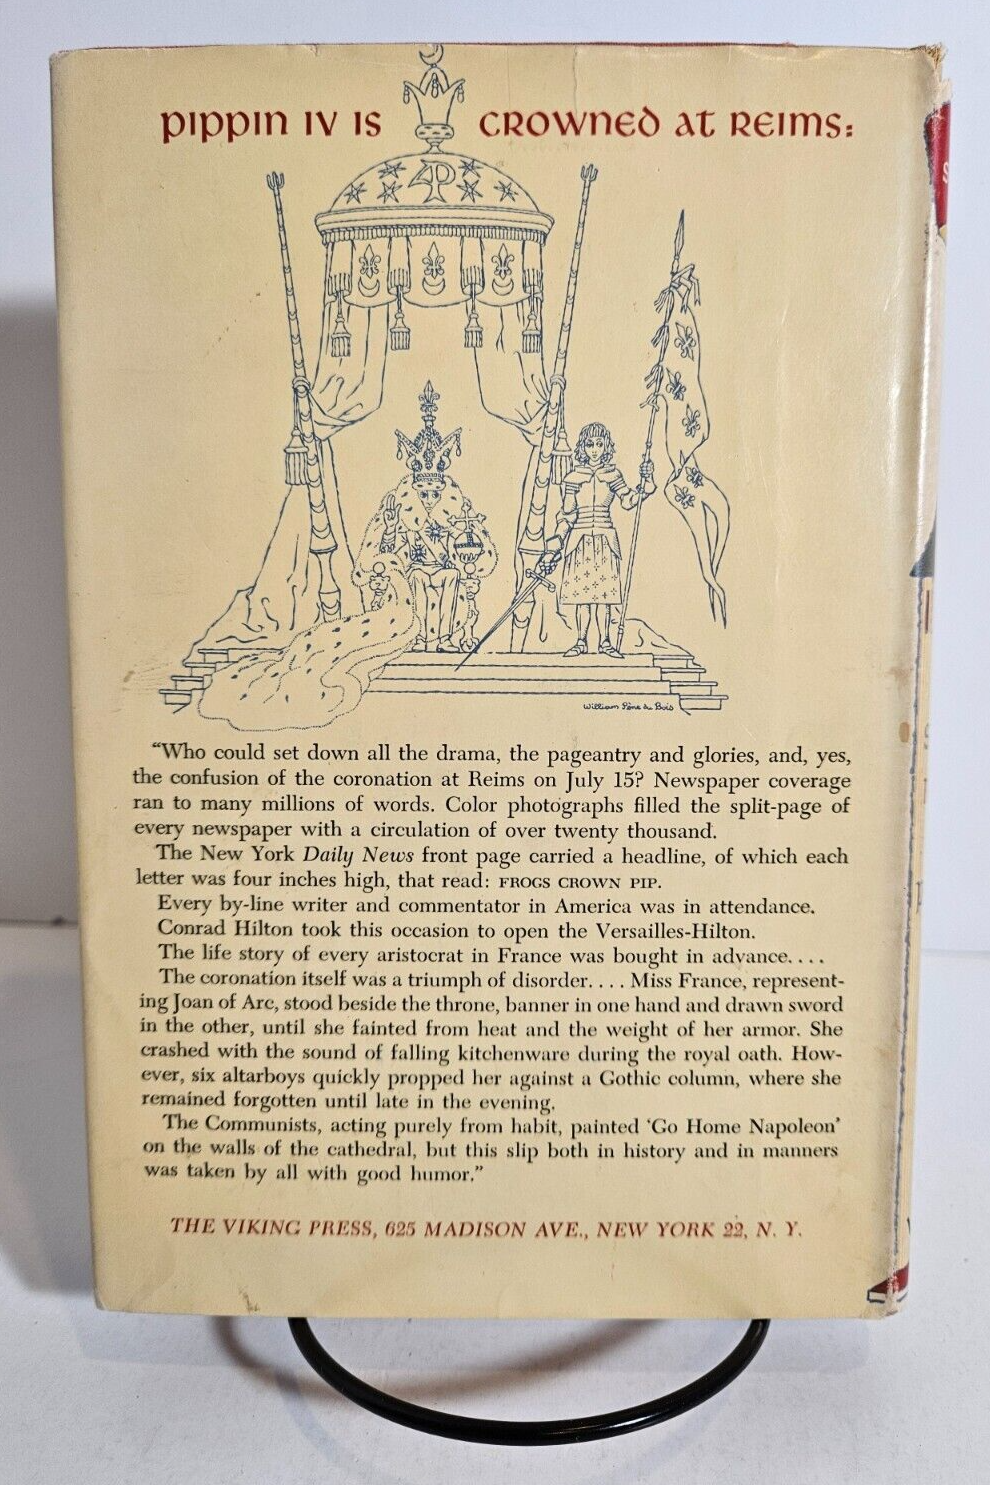 pippin IV IS CROWNED AT REIMS:
P
William Pène du Bois
“Who could set down all the drama, the pageantry and glories, and, yes,
the confusion of the coronation at Reims on July 15? Newspaper coverage
ran to many millions of words. Color photographs filled the split-page of
every newspaper with a circulation of over twenty thousand.
The New York Daily News front page carried a headline, of which each
letter was four inches high, that read: FROGS CROWN PIP.
Every by-line writer and commentator in America was in attendance.
Conrad Hilton took this occasion to open the Versailles-Hilton.
The life story of every aristocrat in France was bought in advance. . . .
The coronation itself was a triumph of disorder. . . . Miss France, represent-
ing Joan of Arc, stood beside the throne, banner in one hand and drawn sword
in the other, until she fainted from heat and the weight of her armor. She
crashed with the sound of falling kitchenware during the royal oath. How-
ever, six altarboys quickly propped her against a Gothic column, where she
remained forgotten until late in the evening.
The Communists, acting purely from habit, painted ‘Go Home Napoleon’
on the walls of the cathedral, but this slip both in history and in manners
was taken by all with good humor.”
THE VIKING PRESS, 625 MADISON AVE., NEW YORK 22, N. Y.